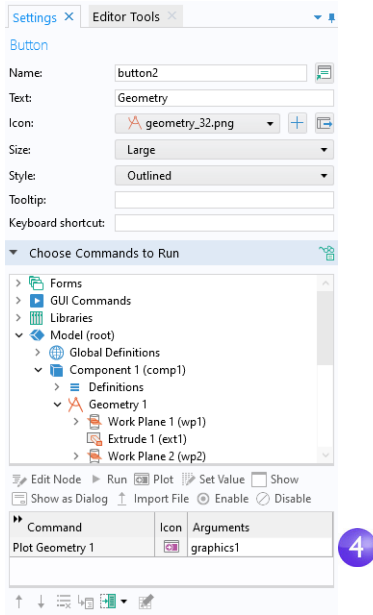 Settings Editor Tools
Button
Name: button2
Text: Geometry
Icon: geometry_32.png
Size: Large
Style: Outlined
Tooltip:
Keyboard shortcut:
Choose Commands to Run
Forms
GUI Commands
Libraries
Model (root)
Global Definitions
Component 1 (comp1)
Definitions
Geometry 1
Work Plane 1 (wp1)
Extrude 1 (ext1)
Work Plane 2 (wp2)
Edit Node Run Plot Set Value Show
Show as Dialog Import File Enable Disable
Command Icon Arguments
Plot Geometry 1 graphics1
4